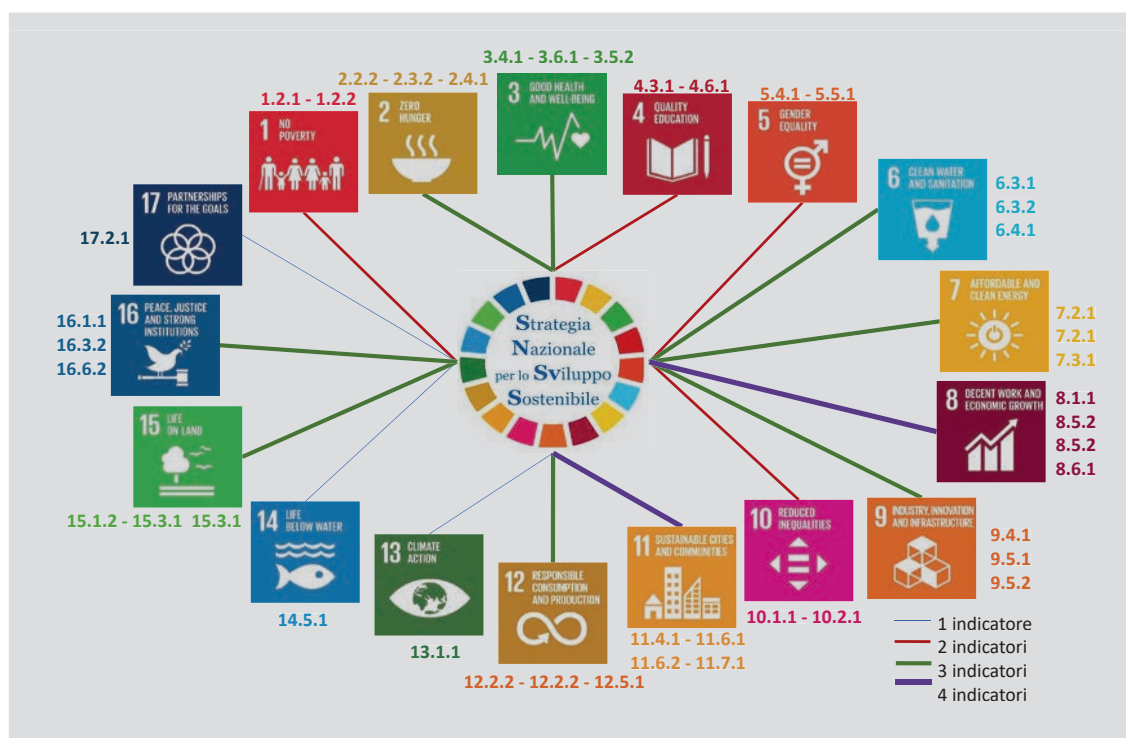 1.2.1 - 1.2.2
1 NO
POVERTY
2.2.2 - 2.3.2 - 2.4.1
2 ZERO
HUNGER
3.4.1 - 3.6.1 - 3.5.2
3 GOOD HEALTH
AND WELL-BEING
4.3.1 - 4.6.1
4 QUALITY
EDUCATION
5.4.1 - 5.5.1
5 GENDER
EQUALITY
6 CLEAN WATER
AND SANITATION
6.3.1
6.3.2
6.4.1
7 AFFORDABLE AND
CLEAN ENERGY
7.2.1
7.2.1
7.3.1
8 DECENT WORK AND
ECONOMIC GROWTH
8.1.1
8.5.2
8.5.2
8.6.1
9 INDUSTRY, INNOVATION
AND INFRASTRUCTURE
9.4.1
9.5.1
9.5.2
10 REDUCED
INEQUALITIES
10.1.1 - 10.2.1
11 SUSTAINABLE CITIES
AND COMMUNITIES
11.4.1 - 11.6.1
11.6.2 - 11.7.1
12 RESPONSIBLE
CONSUMPTION
AND PRODUCTION
12.2.2 - 12.2.2 - 12.5.1
13 CLIMATE
ACTION
13.1.1
14 LIFE
BELOW WATER
14.5.1
15 LIFE
ON LAND
15.1.2 - 15.3.1 15.3.1
16 PEACE, JUSTICE
AND STRONG
INSTITUTIONS
16.1.1
16.3.2
16.6.2
17 PARTNERSHIPS
FOR THE GOALS
17.2.1
Strategia
Nazionale
per lo SViluppo
Sostenibile
1 indicatore
2 indicatori
3 indicatori
4 indicatori